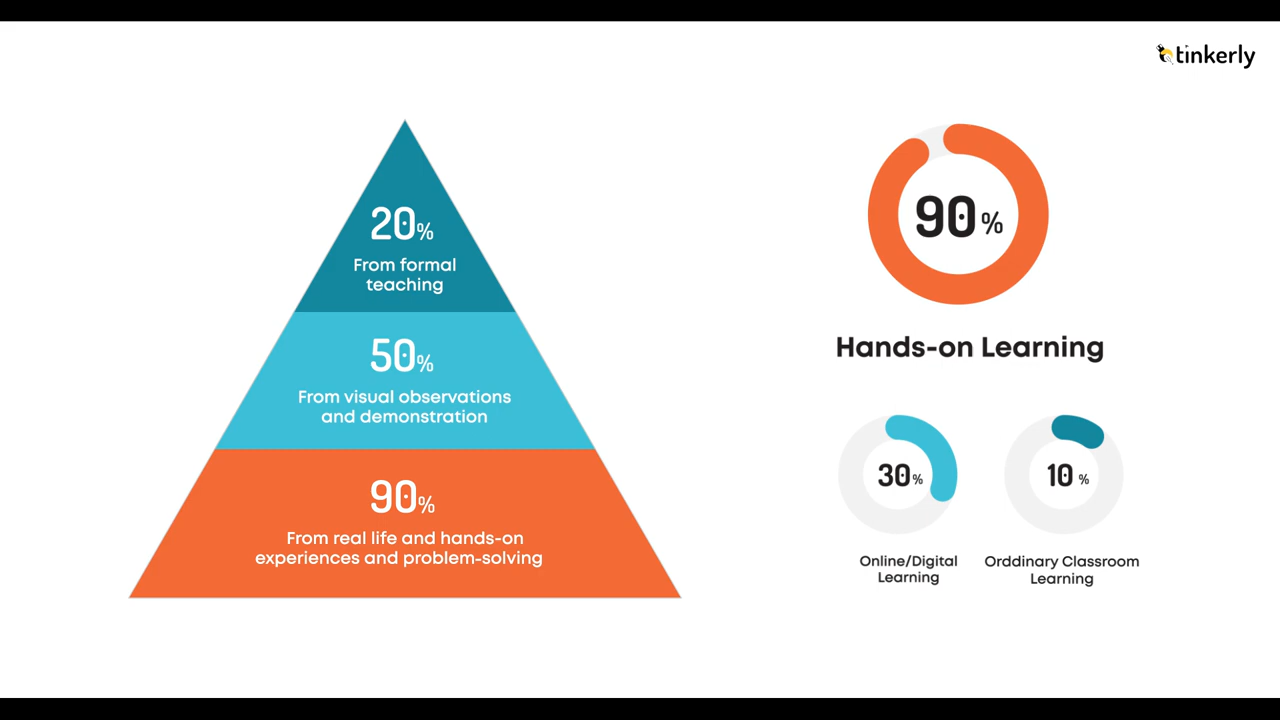 tinkerly
20%
From formal
teaching
50%
From visual observations
and demonstration
90%
From real life and hands-on
experiences and problem-solving
90%
Hands-on Learning
30%
Online/Digital
Learning
10 %
Orddinary Classroom
Learning